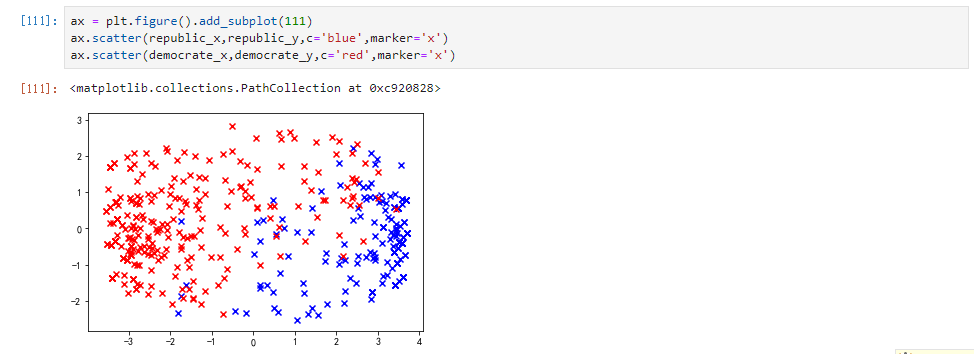 [111]: ax = plt.figure().add_subplot(111)
ax.scatter(republic_x,republic_y,c='blue',marker='x')
ax.scatter(democrate_x,democrate_y,c='red',marker='x')
[111]: <matplotlib.collections.PathCollection at 0xc920828>
3
2
1
0
−1
−2
−3 −2 −1 0 1 2 3 4